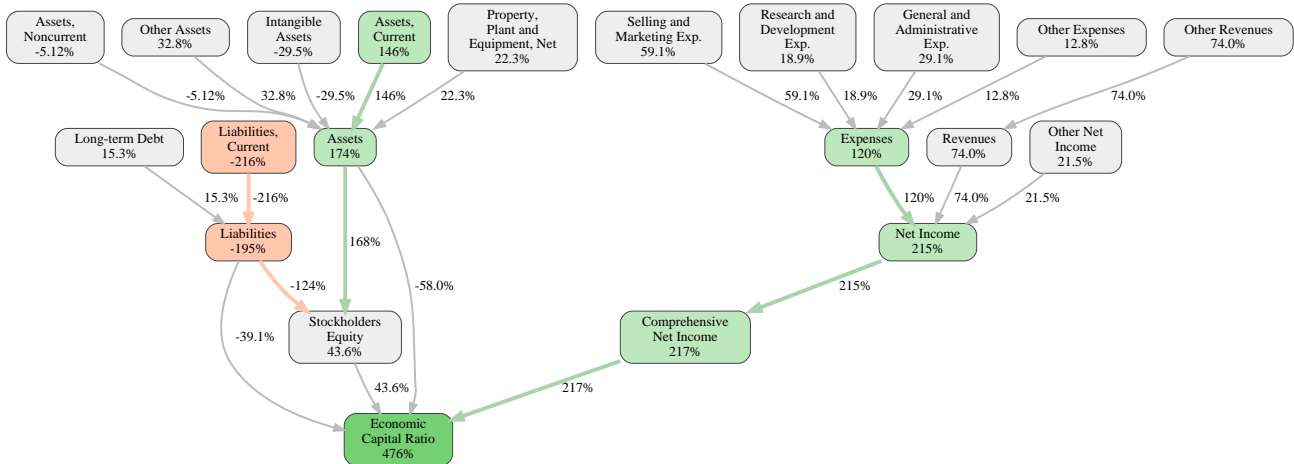 Assets,
Noncurrent
-5.12%
Other Assets
32.8%
Intangible
Assets
-29.5%
Assets,
Current
146%
Property,
Plant and
Equipment, Net
22.3%
Selling and
Marketing Exp.
59.1%
Research and
Development
Exp.
18.9%
General and
Administrative
Exp.
29.1%
Other Expenses
12.8%
Other Revenues
74.0%
-5.12%
32.8%
-29.5%
146%
22.3%
59.1%
18.9%
29.1%
12.8%
74.0%
Long-term Debt
15.3%
Liabilities,
Current
-216%
Assets
174%
Expenses
120%
Revenues
74.0%
Other Net
Income
21.5%
15.3%
-216%
120%
74.0%
21.5%
Liabilities
-195%
168%
Net Income
215%
-124%
-58.0%
215%
-39.1%
Stockholders
Equity
43.6%
Comprehensive
Net Income
217%
43.6%
217%
Economic
Capital Ratio
476%